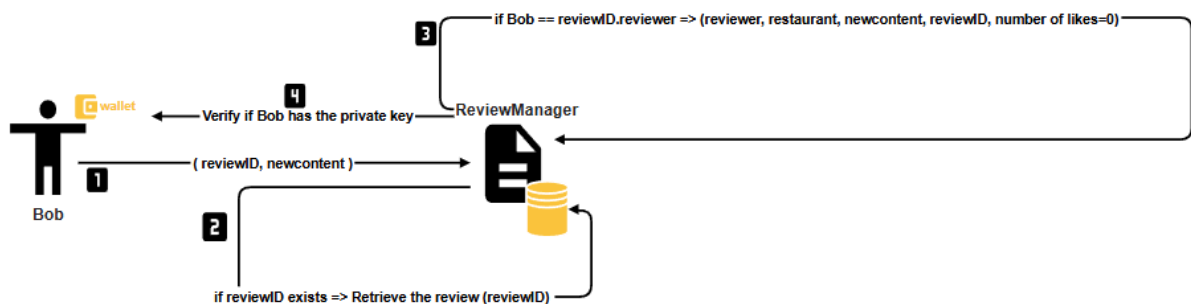 if Bob == reviewID.reviewer => (reviewer, restaurant, newcontent, reviewID, number of likes=0)
3
4
wallet
Verify if Bob has the private key
ReviewManager
( reviewID, newcontent )
1
Bob
2
if reviewID exists => Retrieve the review (reviewID)